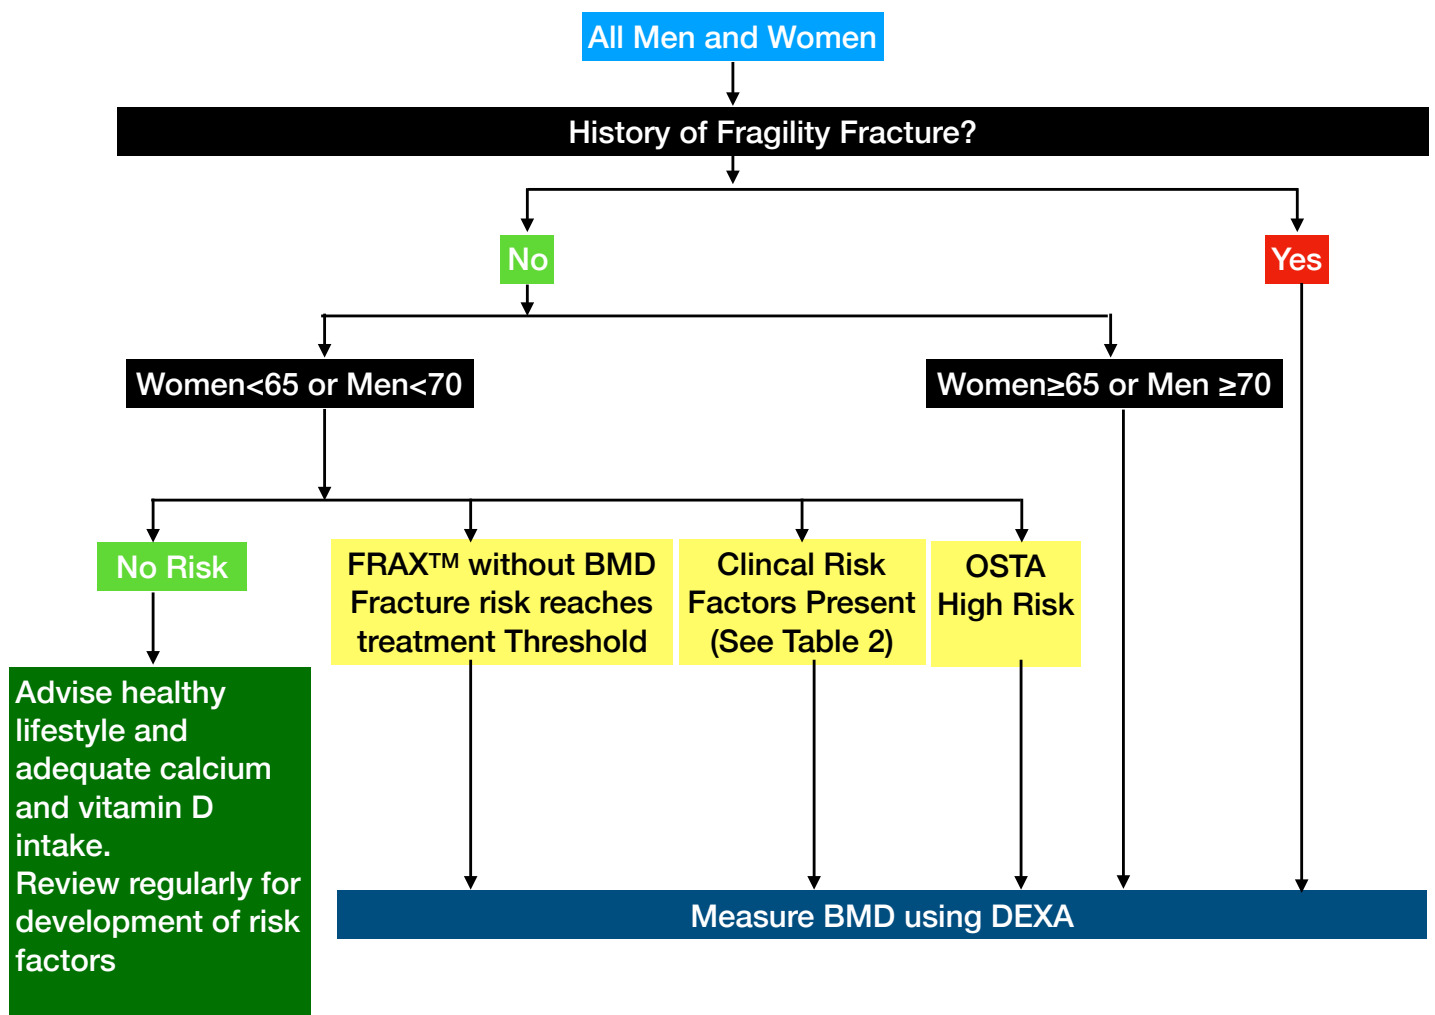 All Men and Women
History of Fragility Fracture?
No
Yes
Women<65 or Men<70
Women≥65 or Men ≥70
No Risk
FRAX™ without BMD
Fracture risk reaches
treatment Threshold
Clincal Risk
Factors Present
(See Table 2)
OSTA
High Risk
Advise healthy
lifestyle and
adequate calcium
and vitamin D
intake.
Review regularly for
development of risk
factors
Measure BMD using DEXA